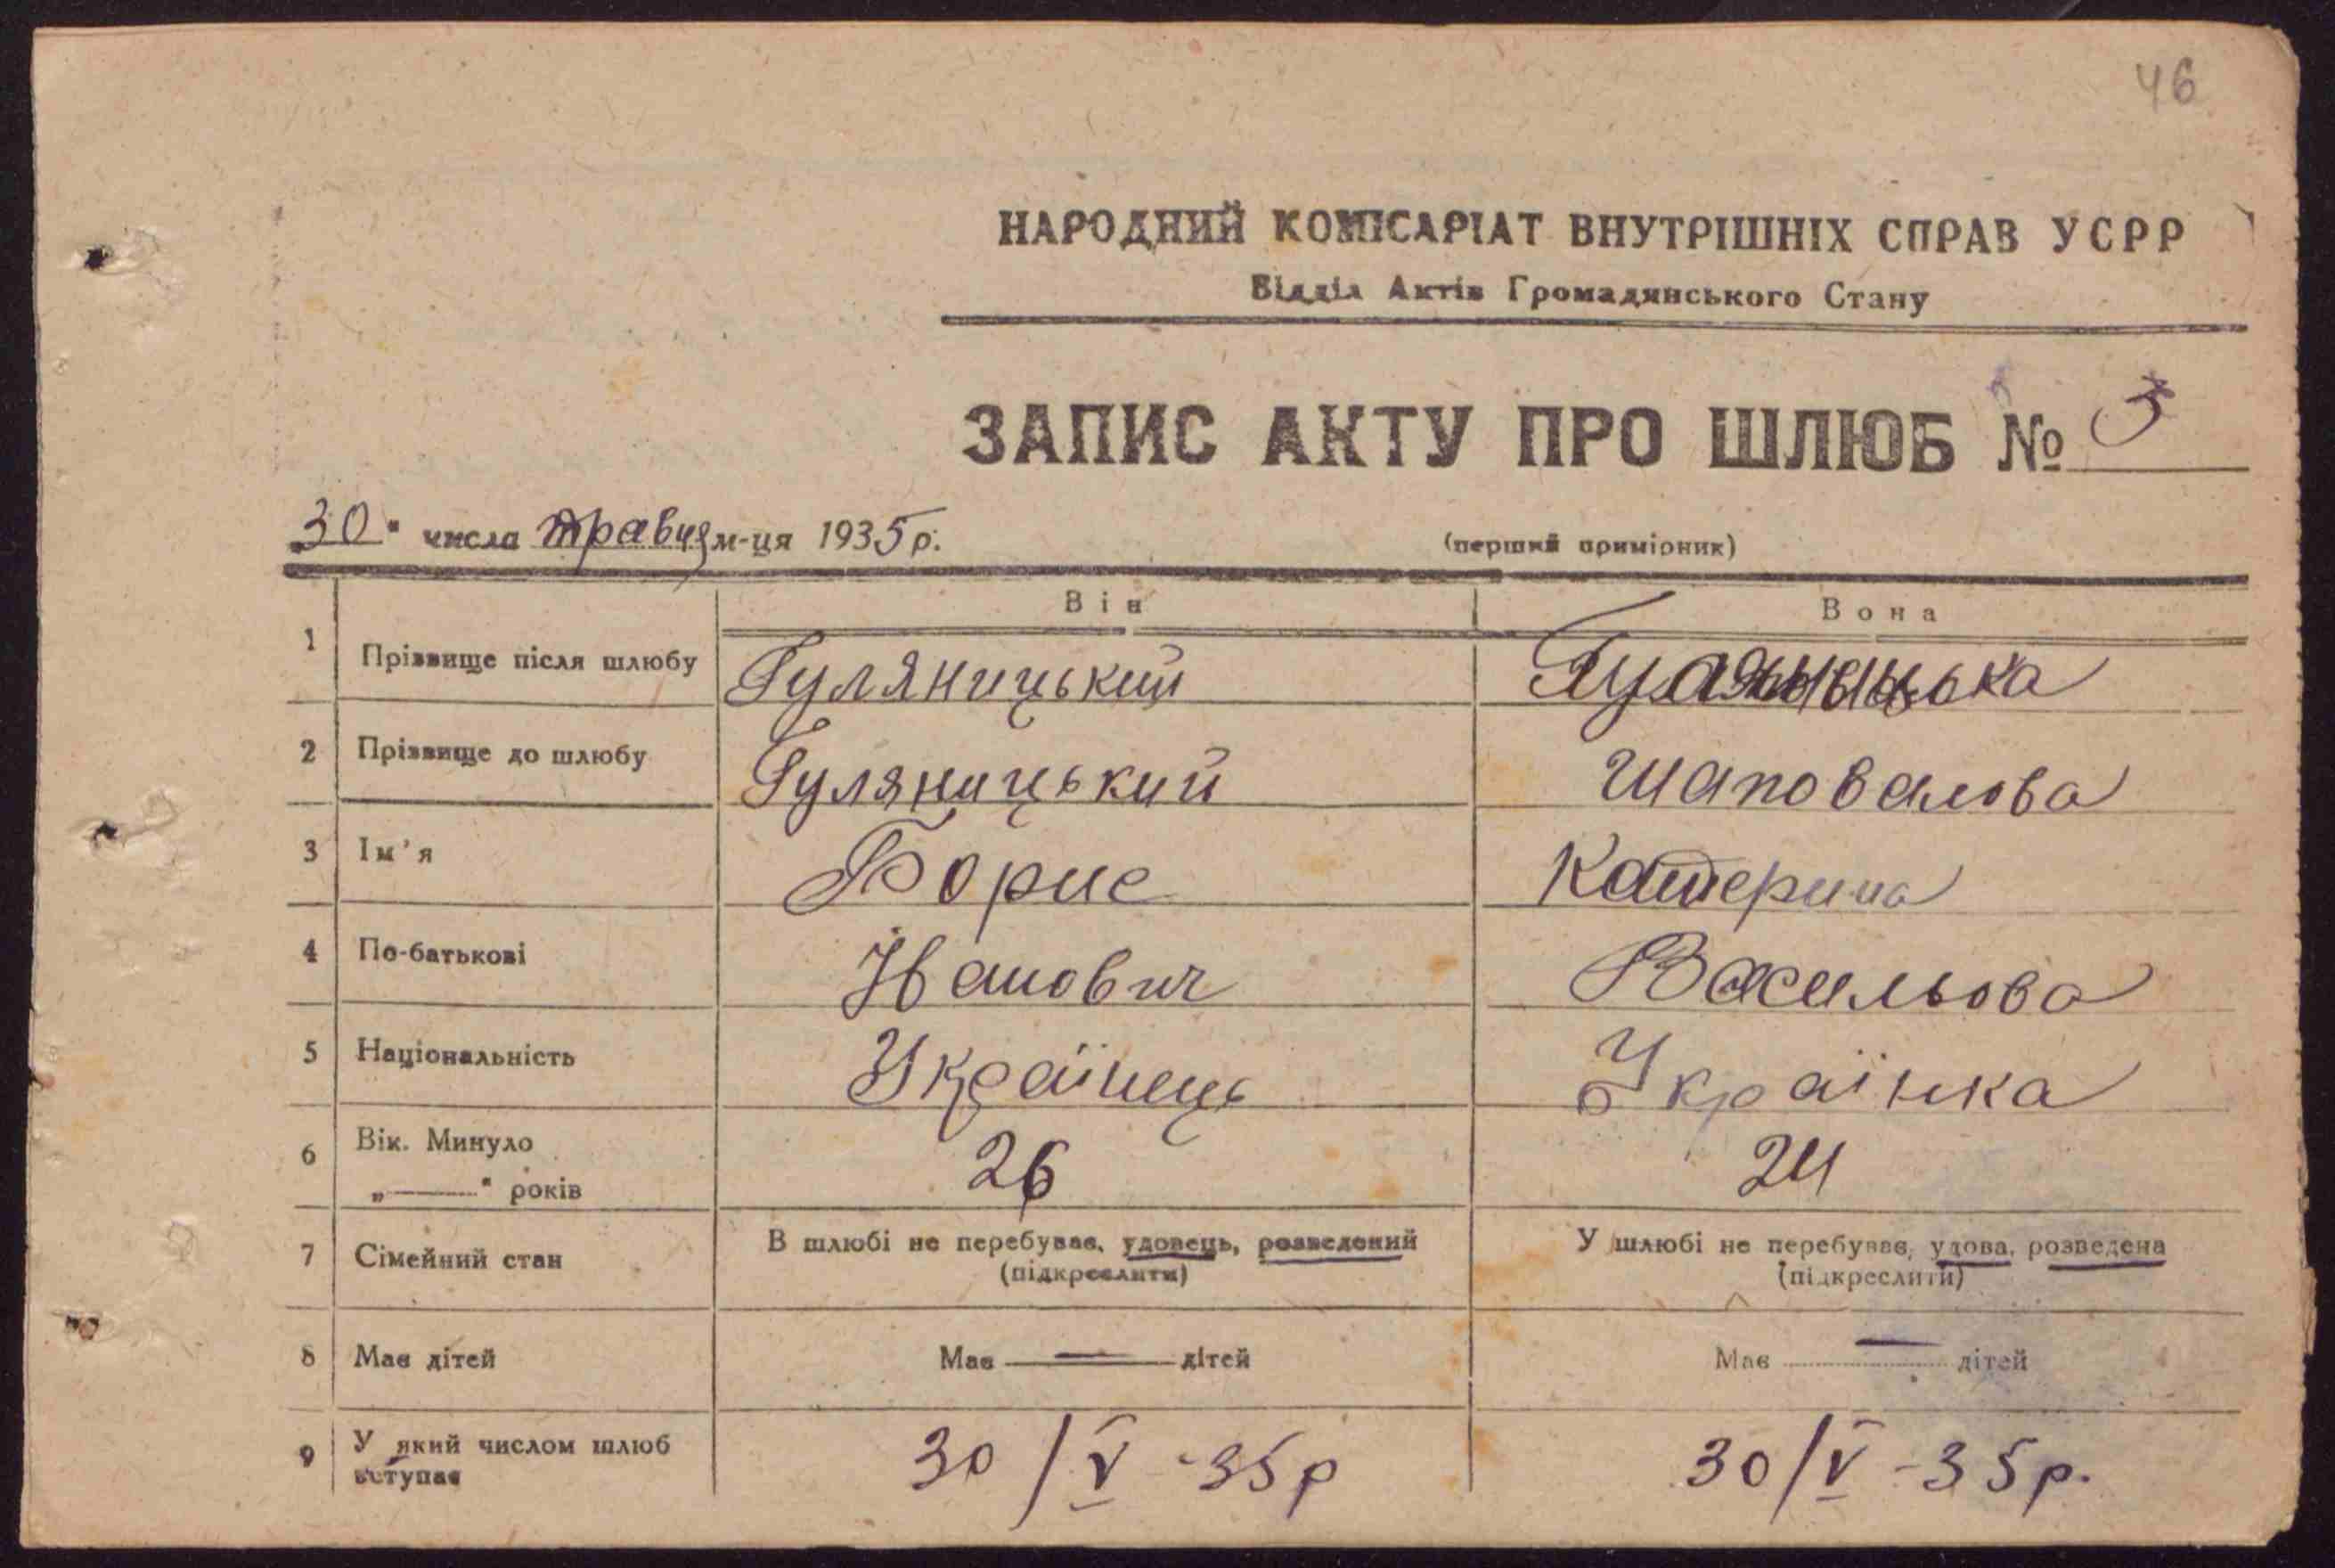 46
НАРОДНИЙ КОМІСАРІАТ ВНУТРІШНІХ СПРАВ УСРР
Відділ Актів Громадянського Стану
ЗАПИС АКТУ ПРО ШЛЮБ №
30 " числа травця м-ця 1935 р. (перший примірник)
Він Вона
1 Прізвище після шлюбу Гуляницький Гуляницька
2 Прізвище до шлюбу Гуляницький Шаповалова
3 Ім'я Борис Катерина
4 По-батькові Іванович Васильова
5 Національність Українець Українка
6 Вік. Минуло 26 24
„——" років
7 Сімейний стан В шлюбі не перебуває, удовець, розведений У шлюбі не перебуває, удова, розведена
(підкреслити) (підкреслити)
8 Має дітей Має — дітей Має — дітей
9 У який числом шлюб вступає 30/V -35р 30/V -35р.